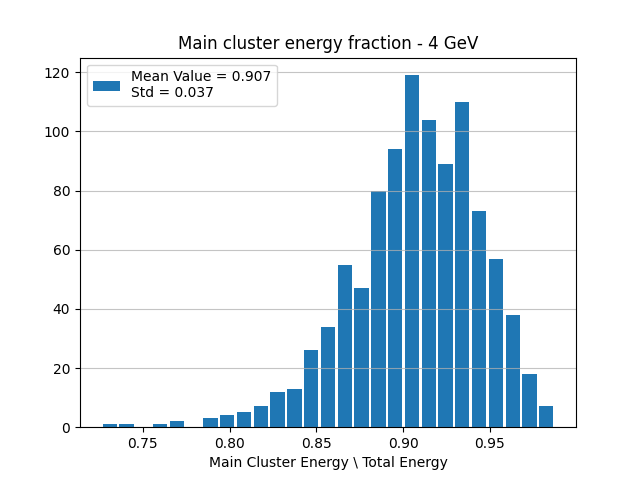 Main cluster energy fraction - 4 GeV
Mean Value = 0.907
Std = 0.037
120
100
80
60
40
20
0
0.75 0.80 0.85 0.90 0.95
Main Cluster Energy \ Total Energy